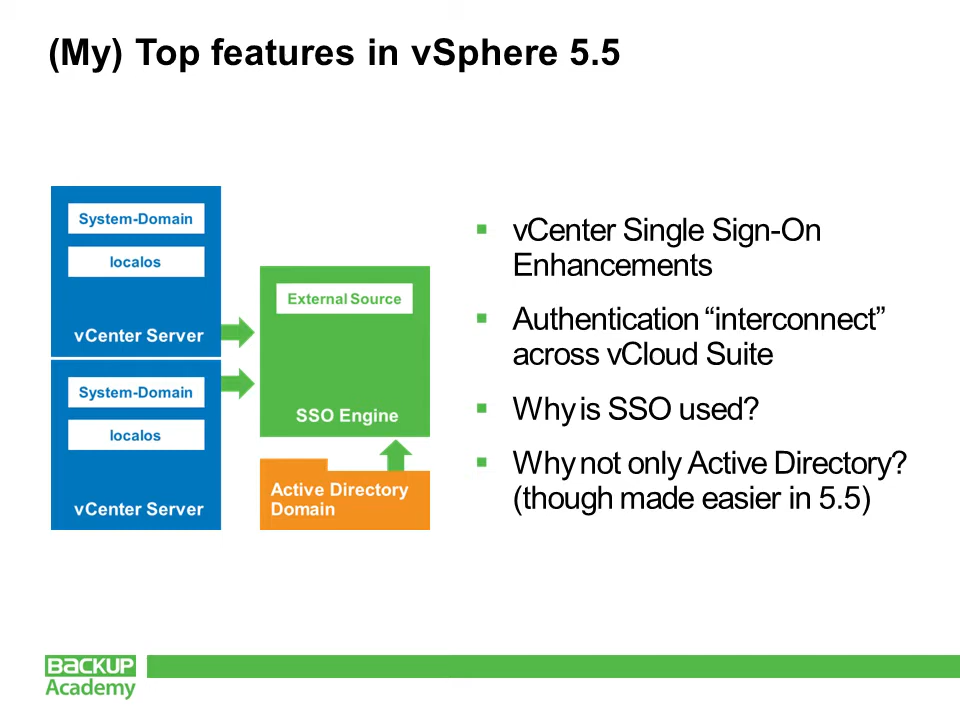 (My) Top features in vSphere 5.5
System-Domain
localos
vCenter Server
System-Domain
localos
vCenter Server
External Source
SSO Engine
Active Directory
Domain
vCenter Single Sign-On
Enhancements
Authentication “interconnect”
across vCloud Suite
Why is SSO used?
Why not only Active Directory?
(though made easier in 5.5)
BACKUP
Academy